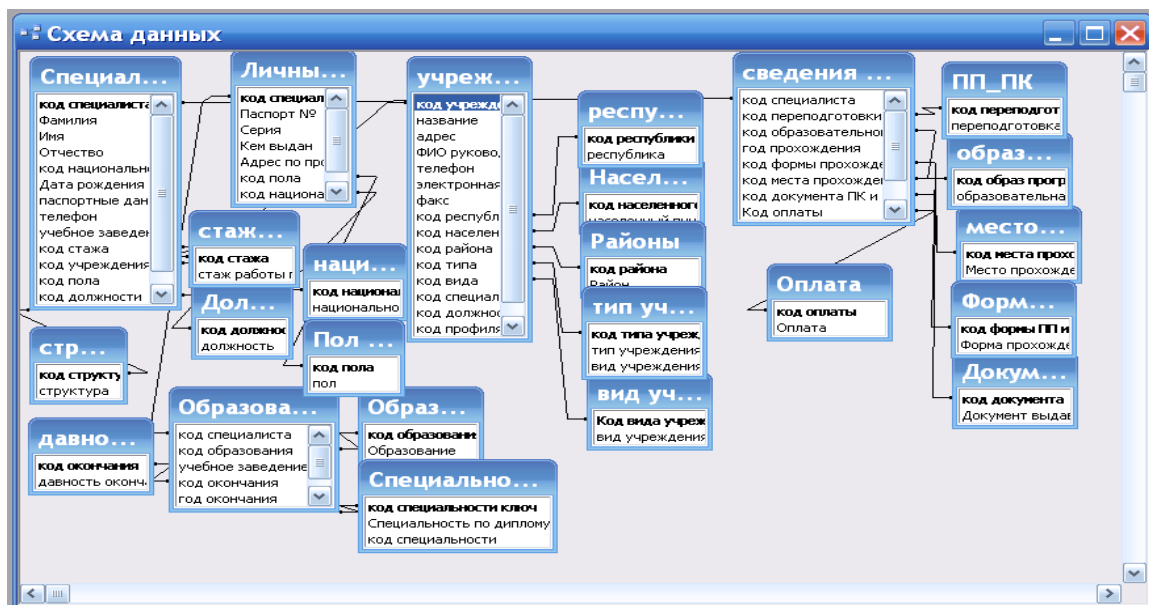 Схема данных
Специал...
код специалиста
Фамилия
Имя
Отчество
код национальн
Дата рождения
паспортные дан
телефон
учебное заведен
код стажа
код учреждения
код пола
код должности
Личны...
код специал
Паспорт №
Серия
Кем выдан
Адрес по про
код пола
код национа
учреж...
код учрежде
название
адрес
ФИО руково,
телефон
электронная
факс
код республ
код населен
код района
код типа
код вида
код специал
код должнос
код профиля
респу...
код республики
республика
Насел...
код населенного
населенный пун
Районы
код района
Район
тип уч...
код типа учреж,
тип учреждения
вид учреждения
вид уч...
Код вида учреж
вид учреждения
сведения ...
код специалиста
код переподготовки
код образовательно
год прохождения
код формы прохожде
код места прохожден
код документа ПК и
Код оплаты
ПП_ПК
код переподгот
переподготовка
образ...
код образ прогр
образовательна
место...
код места прохо
Место прохожде
Форм...
код формы ПП и
Форма прохожде
Докум...
код документа
Документ выдав
Оплата
код оплаты
Оплата
стаж...
код стажа
стаж работы п
Дол...
код должнос
должность
наци...
код национал
национально
Пол ...
код пола
пол
стр...
код структу
структура
давно...
код окончания
давность оконч.
Образова...
код специалиста
код образования
учебное заведение
код окончания
год окончания
Образ...
код образовани
Образование
Специально...
код специальности ключ
Специальность по диплому
код специальности